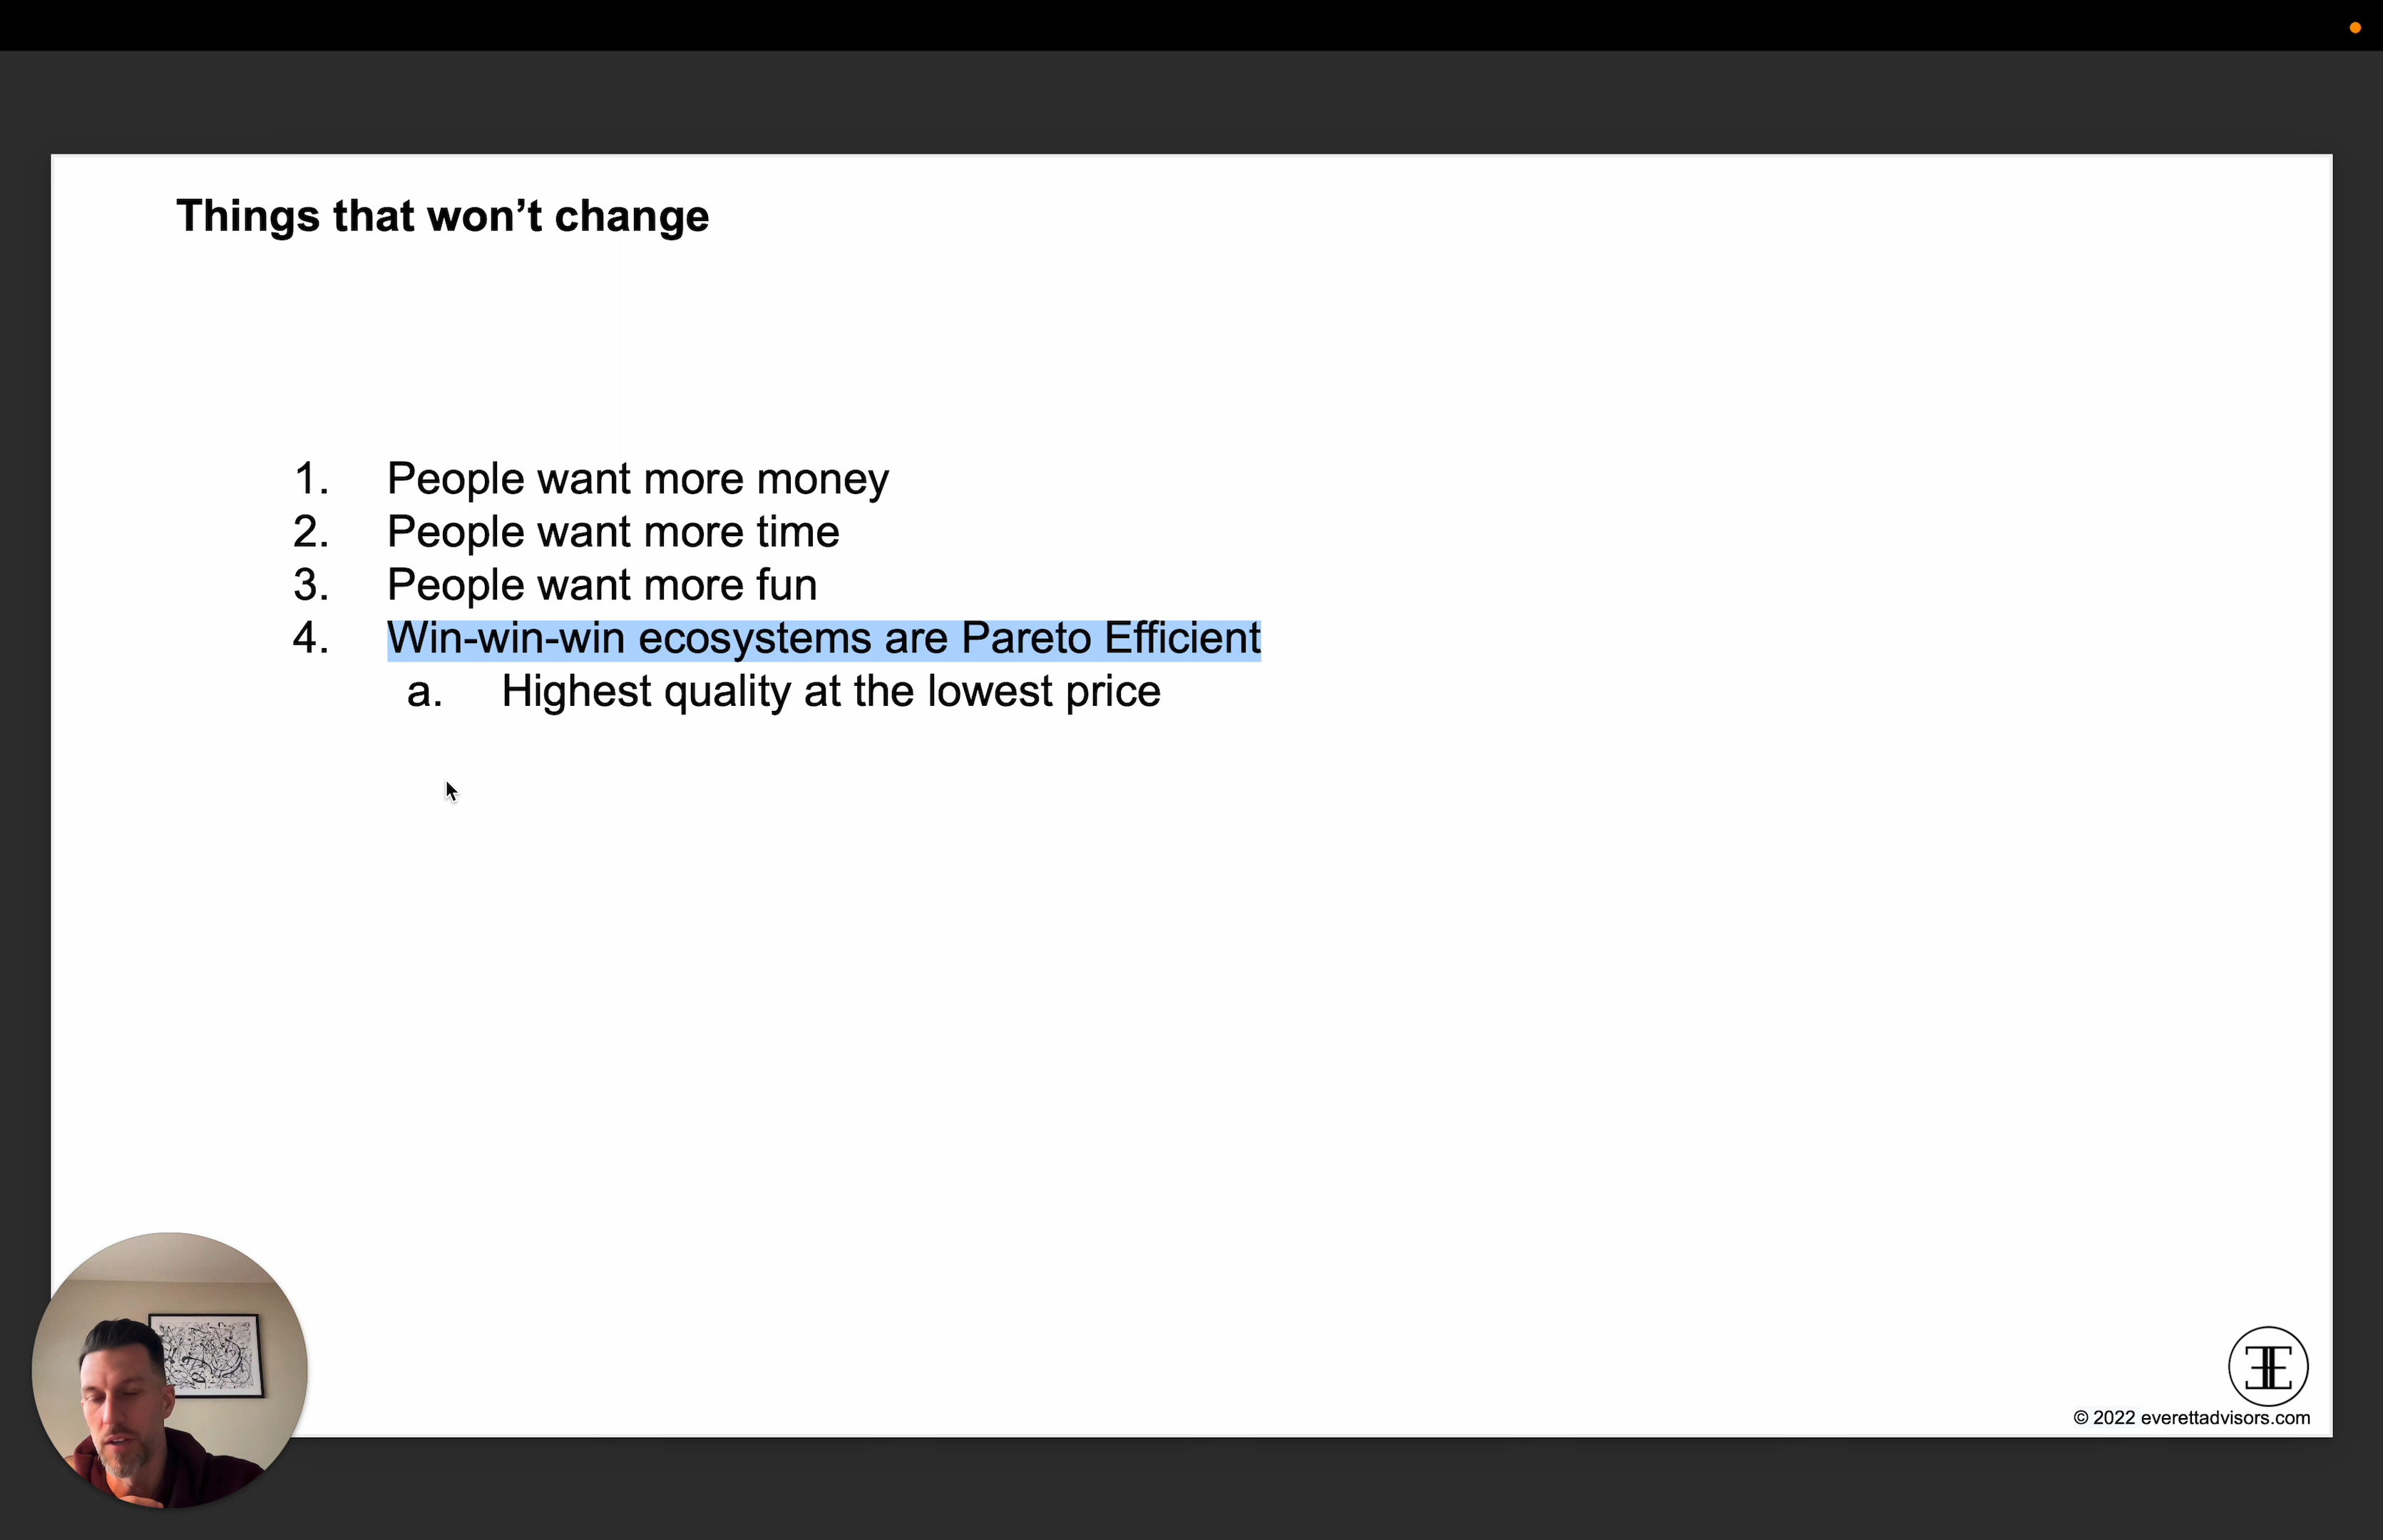 Things that won’t change
1. People want more money
2. People want more time
3. People want more fun
4. Win-win-win ecosystems are Pareto Efficient
a. Highest quality at the lowest price
© 2022 everettadvisors.com